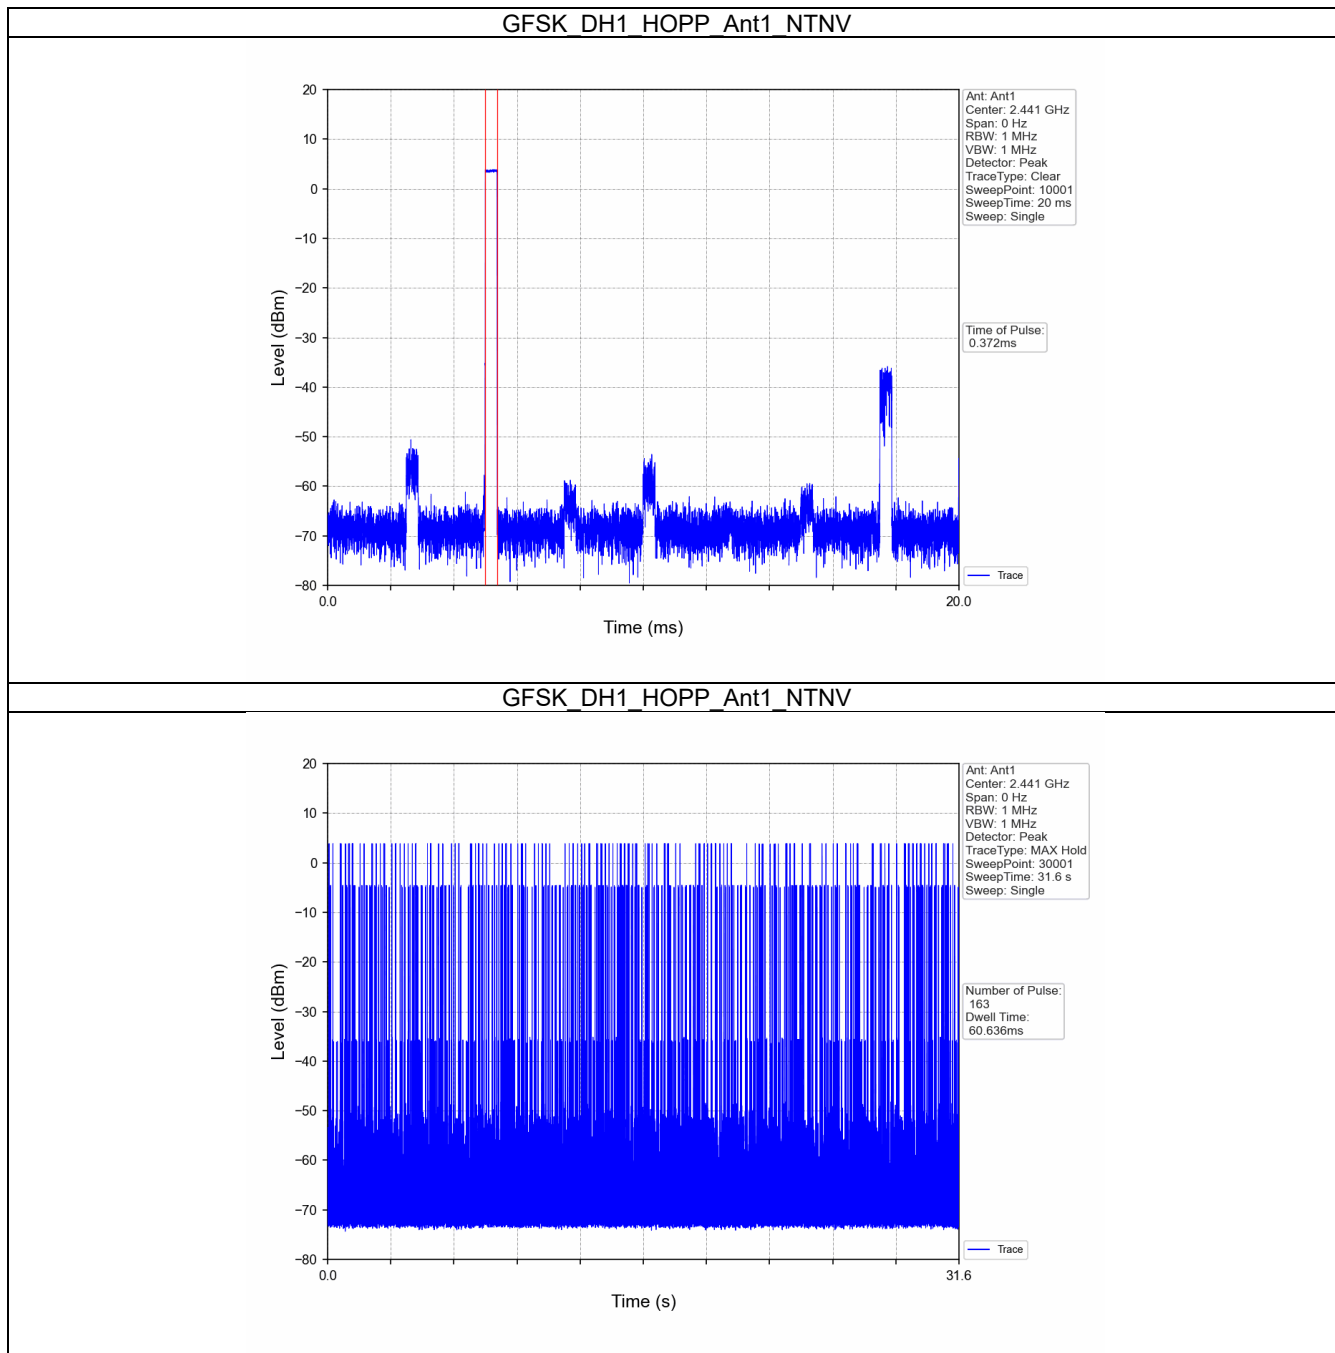 GFSK_DH1_HOPP_Ant1_NTNV
20
10
0
−10
−20
−30
−40
−50
−60
−70
−80
Level (dBm)
0.0
20.0
Time (ms)
Ant: Ant1
Center: 2.441 GHz
Span: 0 Hz
RBW: 1 MHz
VBW: 1 MHz
Detector: Peak
TraceType: Clear
SweepPoint: 10001
SweepTime: 20 ms
Sweep: Single
Time of Pulse:
0.372ms
Trace
GFSK_DH1_HOPP_Ant1_NTNV
20
10
0
−10
−20
−30
−40
−50
−60
−70
−80
Level (dBm)
0.0
31.6
Time (s)
Ant: Ant1
Center: 2.441 GHz
Span: 0 Hz
RBW: 1 MHz
VBW: 1 MHz
Detector: Peak
TraceType: MAX Hold
SweepPoint: 30001
SweepTime: 31.6 s
Sweep: Single
Number of Pulse:
163
Dwell Time:
60.636ms
Trace